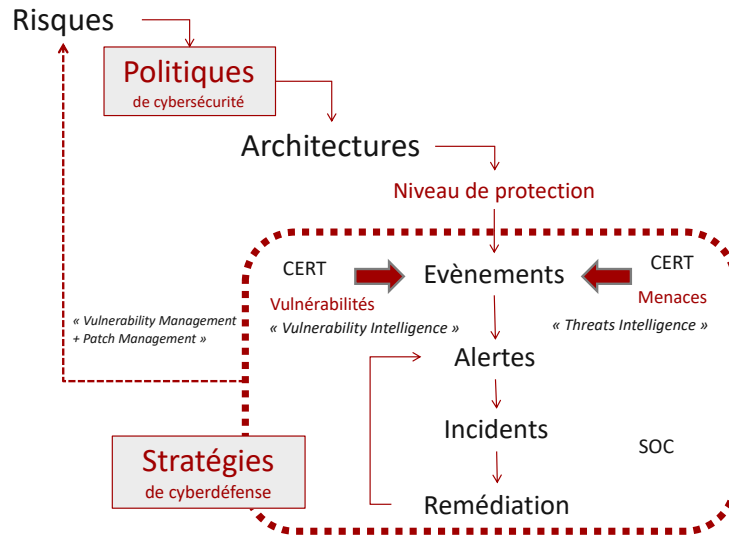 Risques
Politiques
de cybersécurité
Architectures
Niveau de protection
CERT
Evènements
CERT
Vulnérabilités
Menaces
« Vulnerability Management
+ Patch Management »
« Vulnerability Intelligence »
« Threats Intelligence »
Alertes
Incidents
SOC
Stratégies
de cyberdéfense
Remédiation